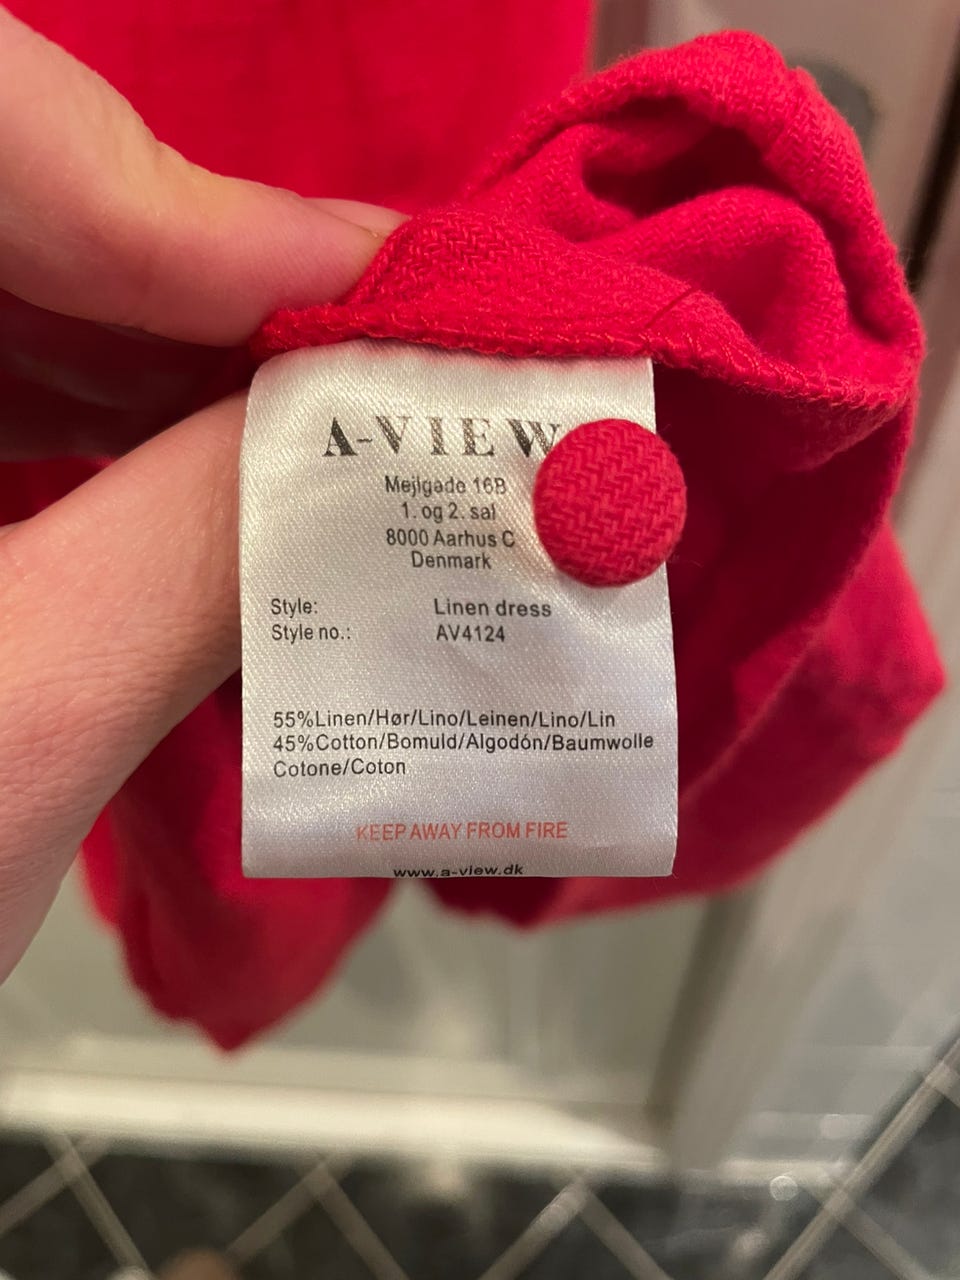 A-VIEW
Mejlgade 16B
1. og 2. sal
8000 Aarhus C
Denmark
Style: Linen dress
Style no.: AV4124
55%Linen/Hør/Lino/Leinen/Lino/Lin
45%Cotton/Bomuld/Algodón/Baumwolle
Cotone/Coton
KEEP AWAY FROM FIRE
www.a-view.dk